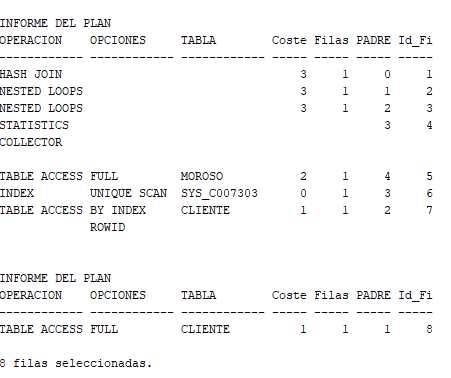 INFORME DEL PLAN
OPERACION OPCIONES TABLA Coste Filas PADRE Id_Fi
------------ ------------ ------------ ----- ----- ----- -----
HASH JOIN 3 1 0 1
NESTED LOOPS 3 1 1 2
NESTED LOOPS 3 1 2 3
STATISTICS 3 4
COLLECTOR
TABLE ACCESS FULL MOROSO 2 1 4 5
INDEX UNIQUE SCAN SYS_C007303 0 1 3 6
TABLE ACCESS BY INDEX CLIENTE 1 1 2 7
ROWID
INFORME DEL PLAN
OPERACION OPCIONES TABLA Coste Filas PADRE Id_Fi
------------ ------------ ------------ ----- ----- ----- -----
TABLE ACCESS FULL CLIENTE 1 1 1 8
8 filas seleccionadas.